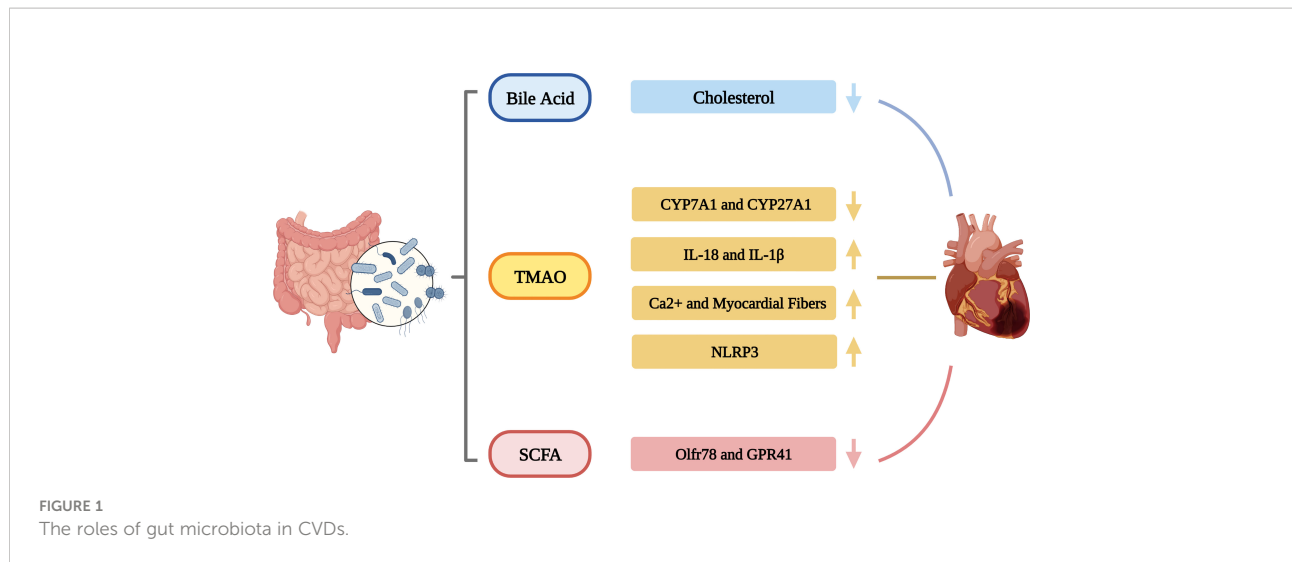 Bile Acid
Cholesterol
CYP7A1 and CYP27A1
IL-18 and IL-1β
TMAO
Ca2+ and Myocardial Fibers
NLRP3
SCFA
Olfr78 and GPR41
FIGURE 1
The roles of gut microbiota in CVDs.